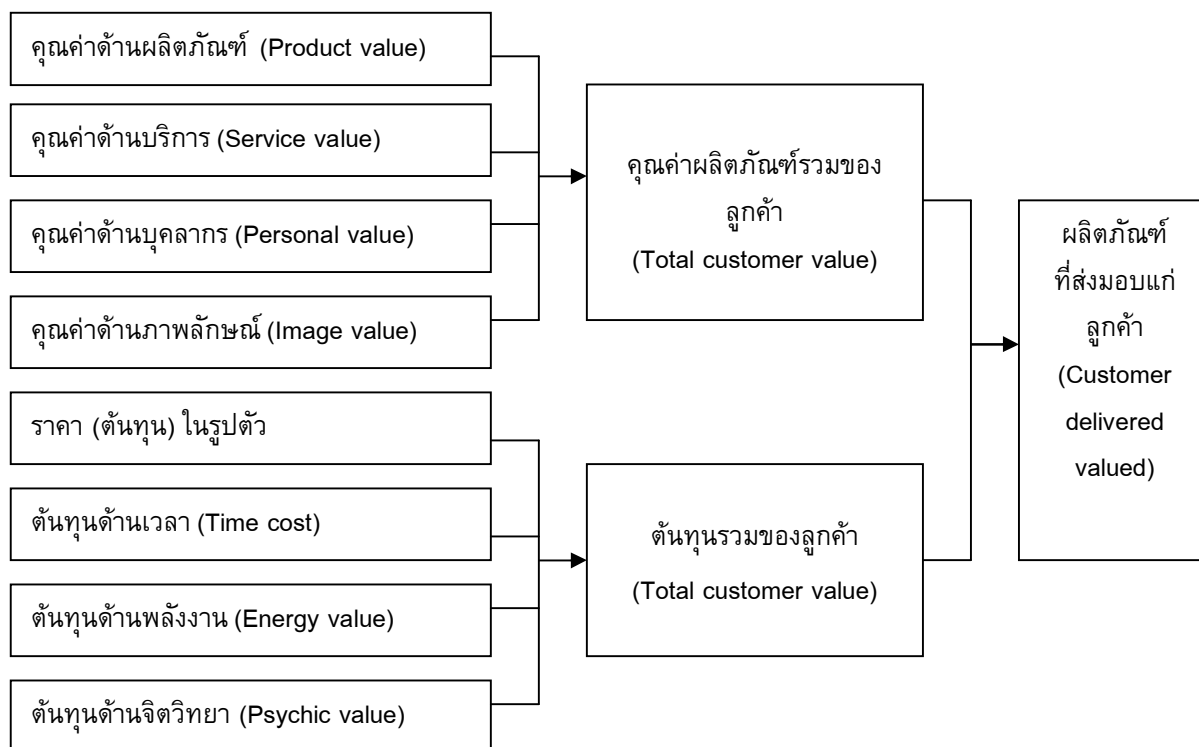 คุณค่าด้านผลิตภัณฑ์ (Product value)
คุณค่าด้านบริการ (Service value)
คุณค่าด้านบุคลากร (Personal value)
คุณค่าด้านภาพลักษณ์ (Image value)
ราคา (ต้นทุน) ในรูปตัว
ต้นทุนด้านเวลา (Time cost)
ต้นทุนด้านพลังงาน (Energy value)
ต้นทุนด้านจิตวิทยา (Psychic value)
คุณค่าผลิตภัณฑ์รวมของ
ลูกค้า
(Total customer value)
ต้นทุนรวมของลูกค้า
(Total customer value)
ผลิตภัณฑ์
ที่ส่งมอบแก่
ลูกค้า
(Customer
delivered
valued)